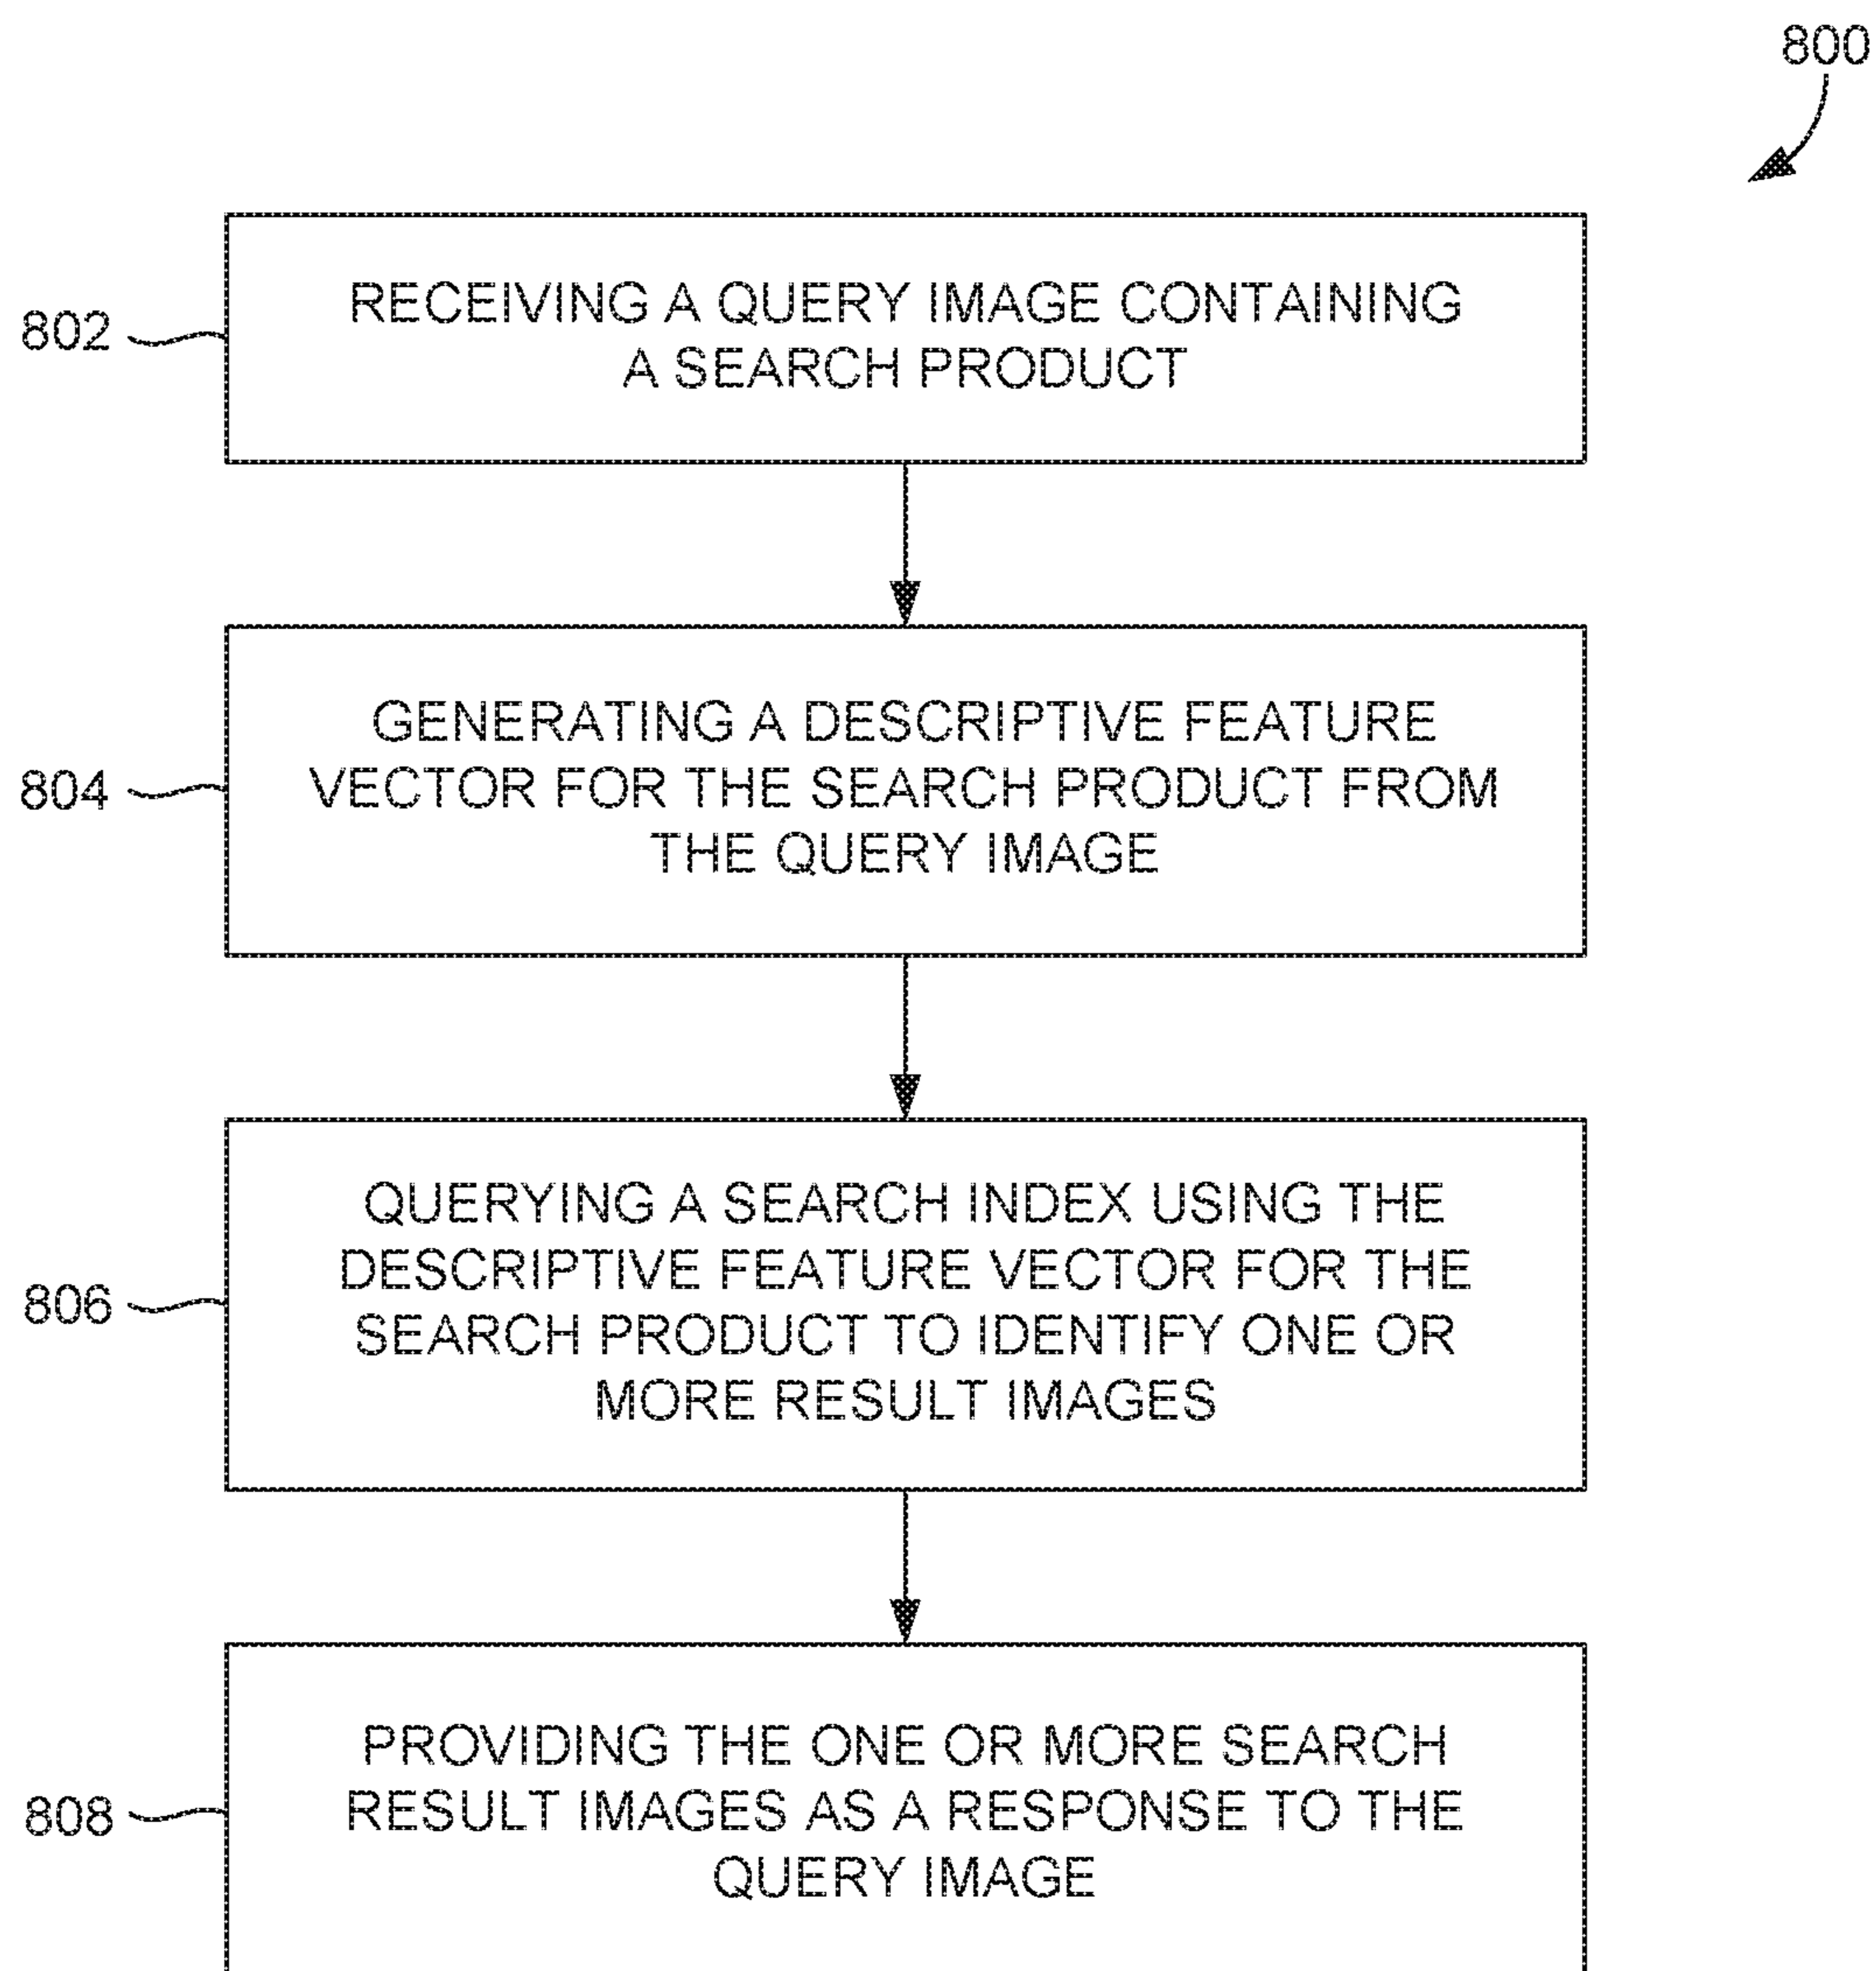 800
802
RECEIVING A QUERY IMAGE CONTAINING
A SEARCH PRODUCT
804
GENERATING A DESCRIPTIVE FEATURE
VECTOR FOR THE SEARCH PRODUCT FROM
THE QUERY IMAGE
806
QUERYING A SEARCH INDEX USING THE
DESCRIPTIVE FEATURE VECTOR FOR THE
SEARCH PRODUCT TO IDENTIFY ONE OR
MORE RESULT IMAGES
808
PROVIDING THE ONE OR MORE SEARCH
RESULT IMAGES AS A RESPONSE TO THE
QUERY IMAGE